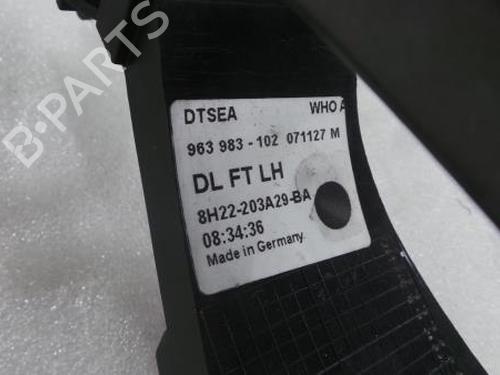 B-PARTS
DTSEA WHO A
963 983 - 102 071127 M
DL FT LH
8H22-203A29-BA
08:34:36
Made in Germany